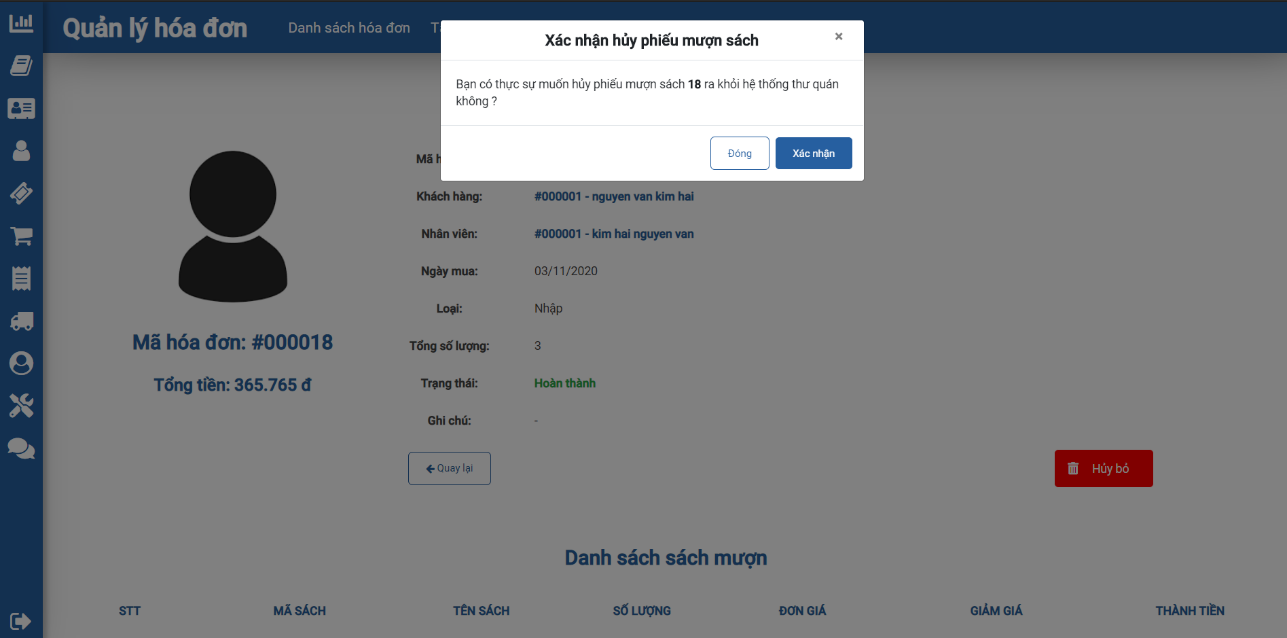 Quản lý hóa đơn
Danh sách hóa đơn
Xác nhận hủy phiếu mượn sách
×
Bạn có thực sự muốn hủy phiếu mượn sách 18 ra khỏi hệ thống thư quán
không ?
Đóng
Xác nhận
Mã hóa đơn: #000018
Tổng tiền: 365.765 đ
Mã
Khách hàng: #000001 - nguyen van kim hai
Nhân viên: #000001 - kim hai nguyen van
Ngày mua: 03/11/2020
Loại: Nhập
Tổng số lượng: 3
Trạng thái: Hoàn thành
Ghi chú: -
Quay lại
Hủy bỏ
Danh sách sách mượn
STT MÃ SÁCH TÊN SÁCH SỐ LƯỢNG ĐƠN GIÁ GIẢM GIÁ THÀNH TIỀN